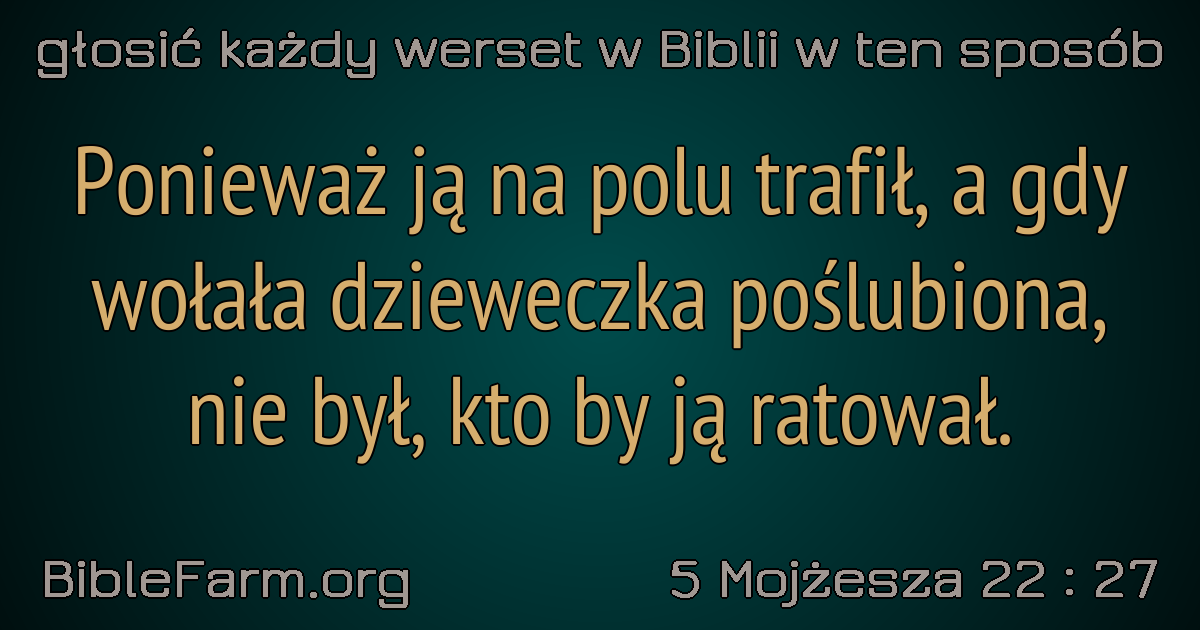 głosić każdy werset w Biblii w ten sposób
Ponieważ ją na polu trafił, a gdy
wołała dzieweczka poślubiona,
nie był, kto by ją ratował.
BibleFarm.org
5 Mojżesza 22 : 27